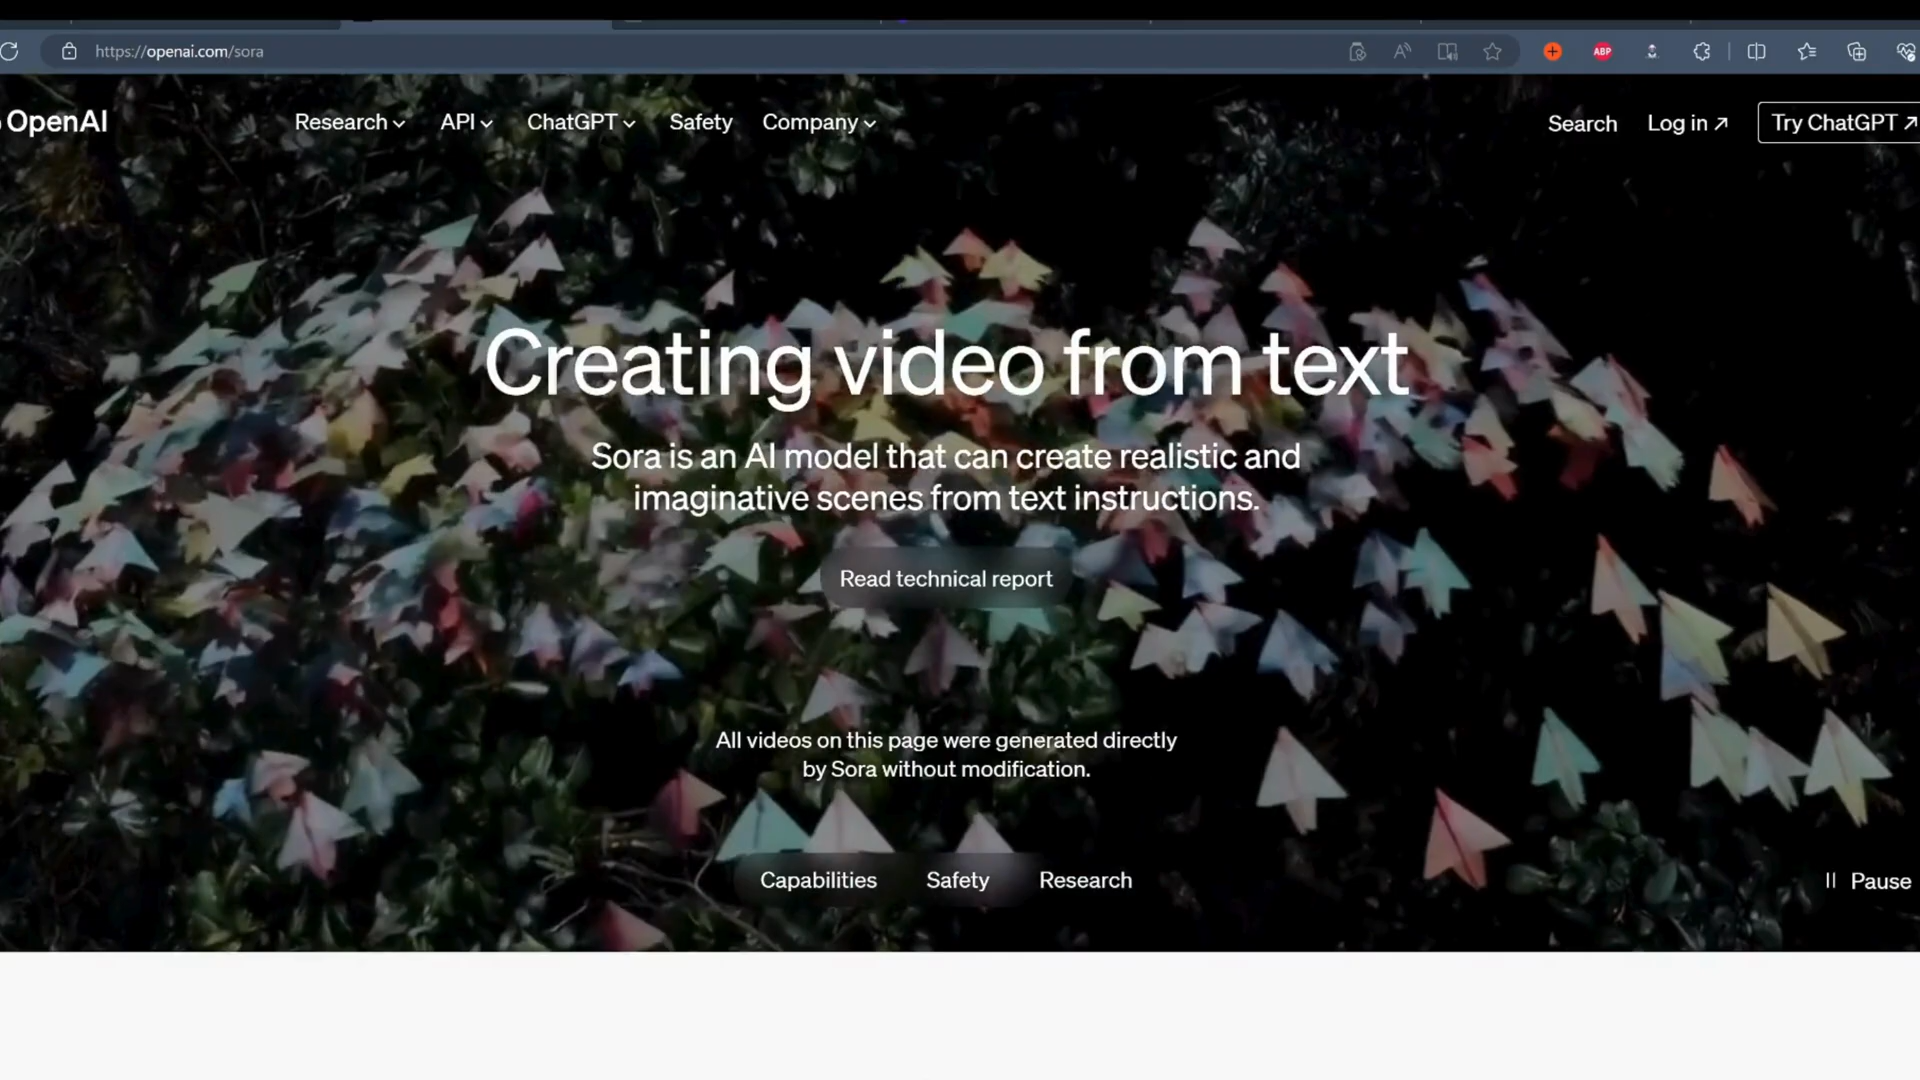 https://openai.com/sora
ABP
OpenAI
Research
API
ChatGPT
Safety
Company
Search
Log in
Try ChatGPT
Creating video from text
Sora is an AI model that can create realistic and
imaginative scenes from text instructions.
Read technical report
All videos on this page were generated directly
by Sora without modification.
Capabilities
Safety
Research
Pause